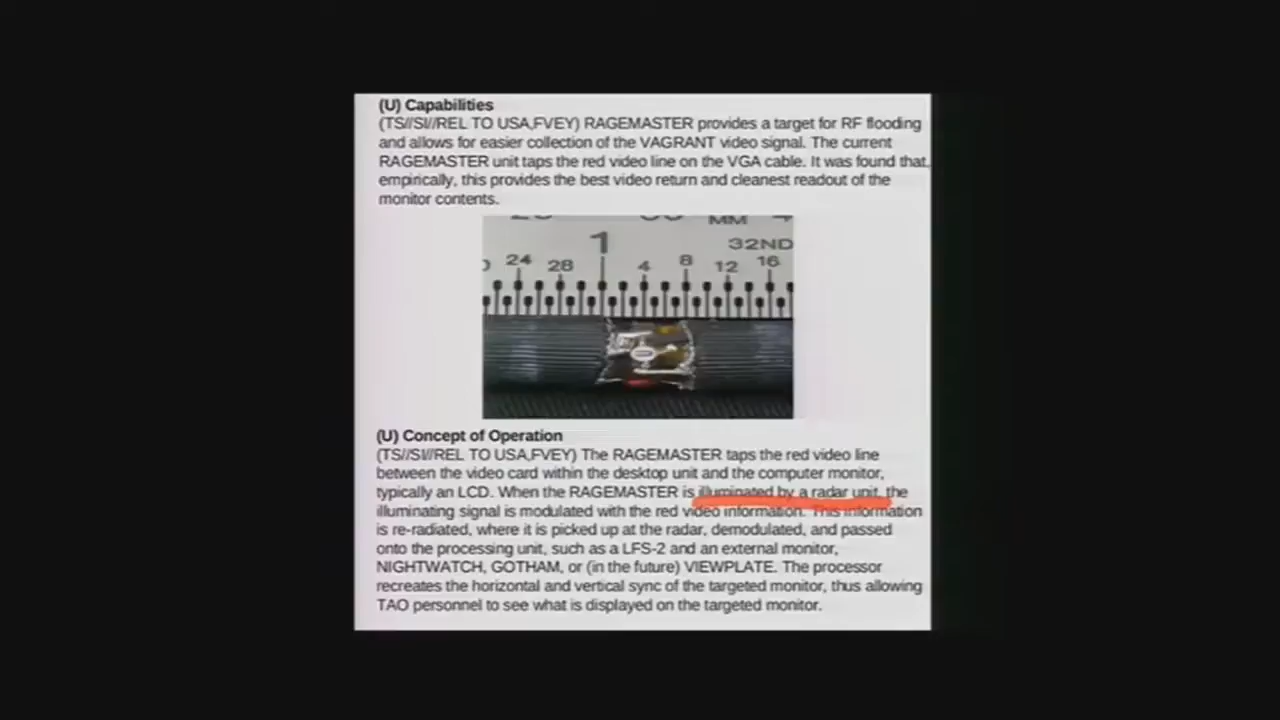 (U) Capabilities
(TS//SI//REL TO USA,FVEY) RAGEMASTER provides a target for RF flooding
and allows for easier collection of the VAGRANT video signal. The current
RAGEMASTER unit taps the red video line on the VGA cable. It was found that,
empirically, this provides the best video return and cleanest readout of the
monitor contents.
MM
1 32ND
24 28 4 8 12 16
(U) Concept of Operation
(TS//SI//REL TO USA,FVEY) The RAGEMASTER taps the red video line
between the video card within the desktop unit and the computer monitor,
typically an LCD. When the RAGEMASTER is illuminated by a radar unit, the
illuminating signal is modulated with the red video information. This information
is re-radiated, where it is picked up at the radar, demodulated, and passed
onto the processing unit, such as a LFS-2 and an external monitor,
NIGHTWATCH, GOTHAM, or (in the future) VIEWPLATE. The processor
recreates the horizontal and vertical sync of the targeted monitor, thus allowing
TAO personnel to see what is displayed on the targeted monitor.